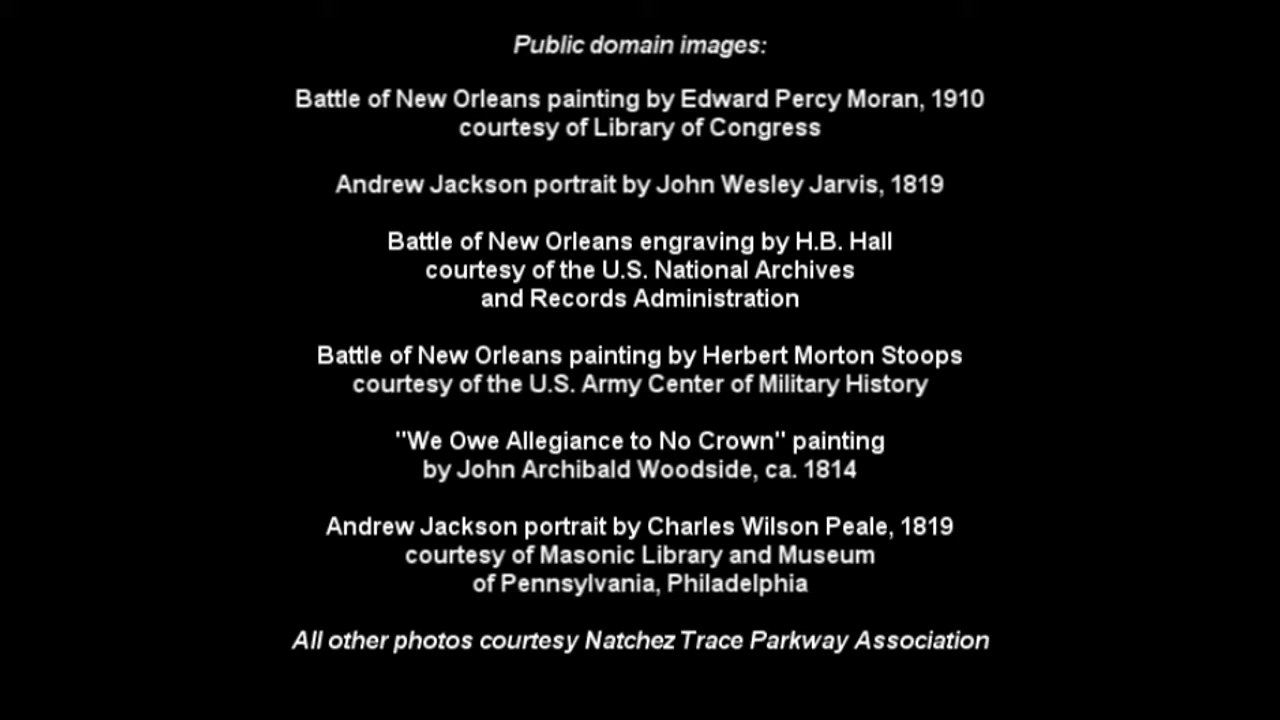 Public domain images:
Battle of New Orleans painting by Edward Percy Moran, 1910
courtesy of Library of Congress
Andrew Jackson portrait by John Wesley Jarvis, 1819
Battle of New Orleans engraving by H.B. Hall
courtesy of the U.S. National Archives
and Records Administration
Battle of New Orleans painting by Herbert Morton Stoops
courtesy of the U.S. Army Center of Military History
"We Owe Allegiance to No Crown" painting
by John Archibald Woodside, ca. 1814
Andrew Jackson portrait by Charles Wilson Peale, 1819
courtesy of Masonic Library and Museum
of Pennsylvania, Philadelphia
All other photos courtesy Natchez Trace Parkway Association